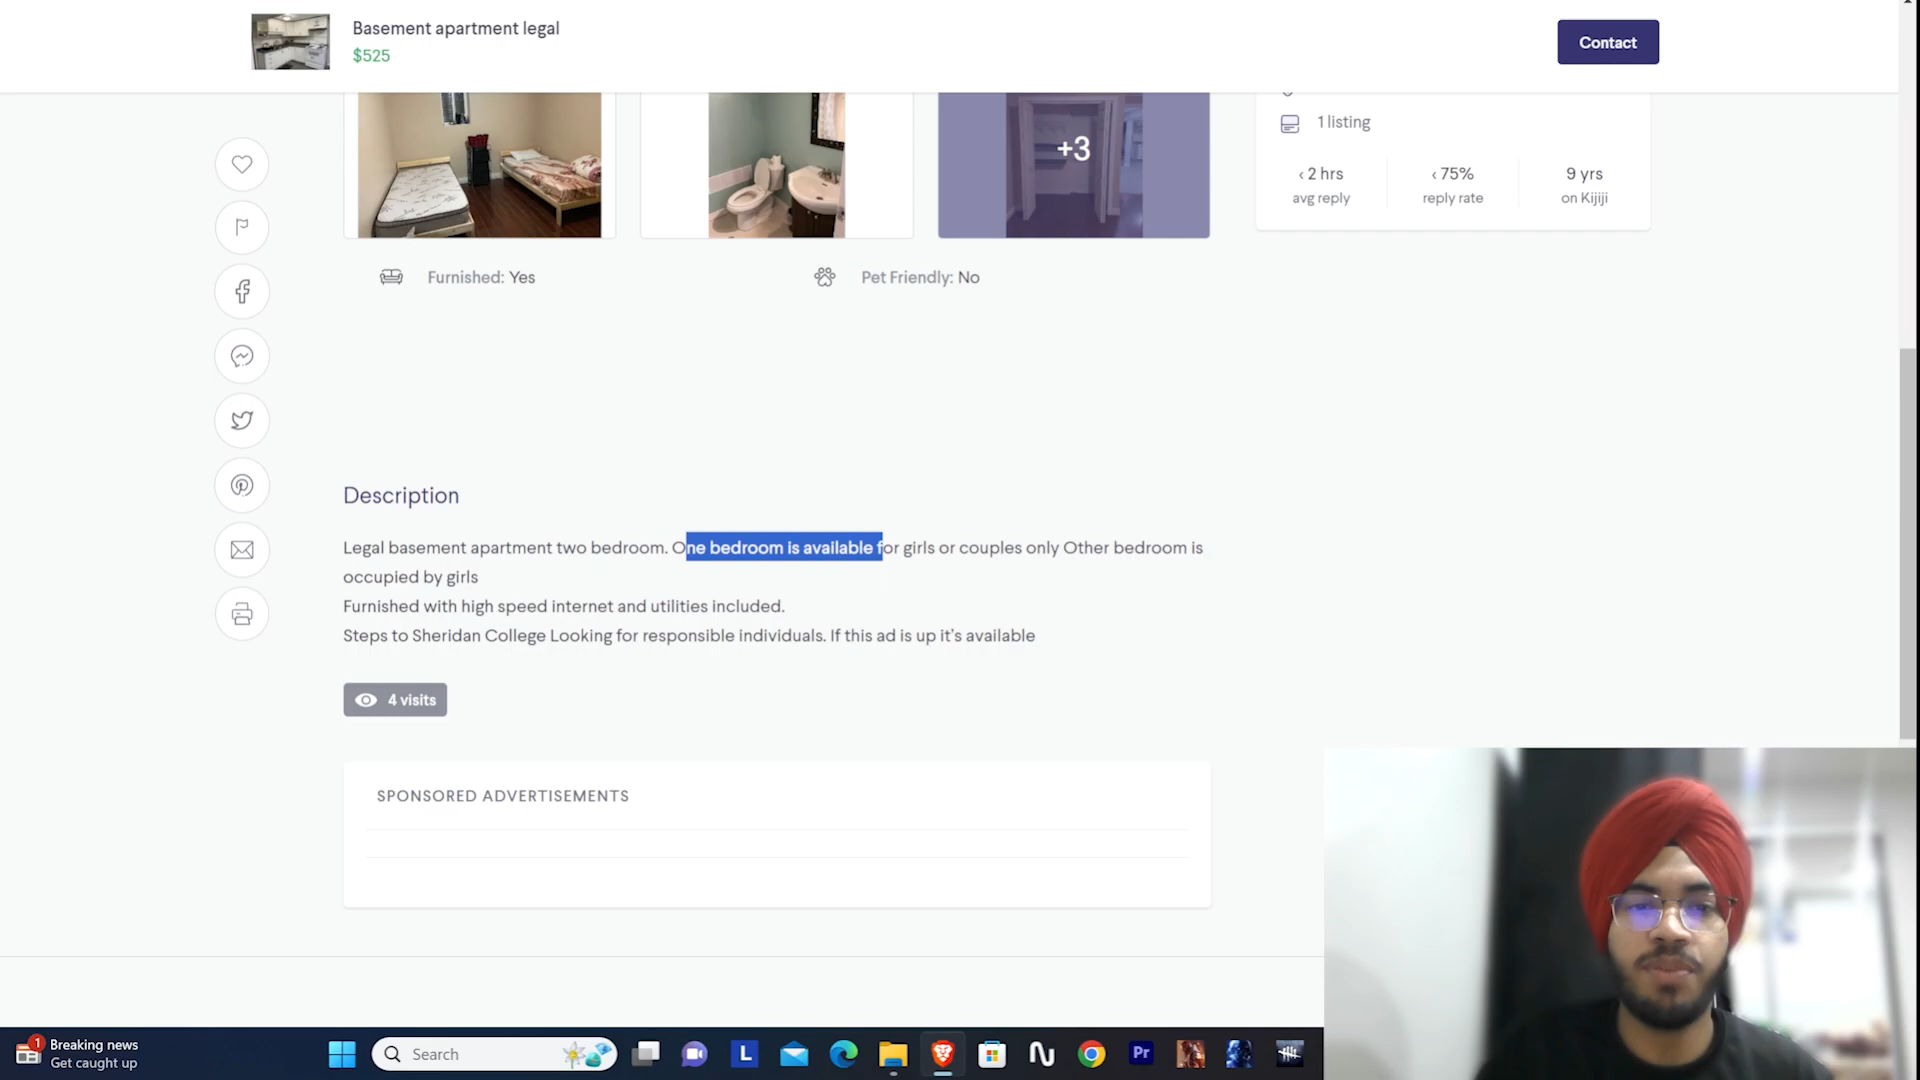 Basement apartment legal
$525
Contact
+3
1 listing
‹ 2 hrs
avg reply
‹ 75%
reply rate
9 yrs
on Kijiji
Furnished: Yes
Pet Friendly: No
Description
Legal basement apartment two bedroom. One bedroom is available for girls or couples only Other bedroom is
occupied by girls
Furnished with high speed internet and utilities included.
Steps to Sheridan College Looking for responsible individuals. If this ad is up it's available
4 visits
SPONSORED ADVERTISEMENTS
1
Breaking news
Get caught up
Search
L
Pr